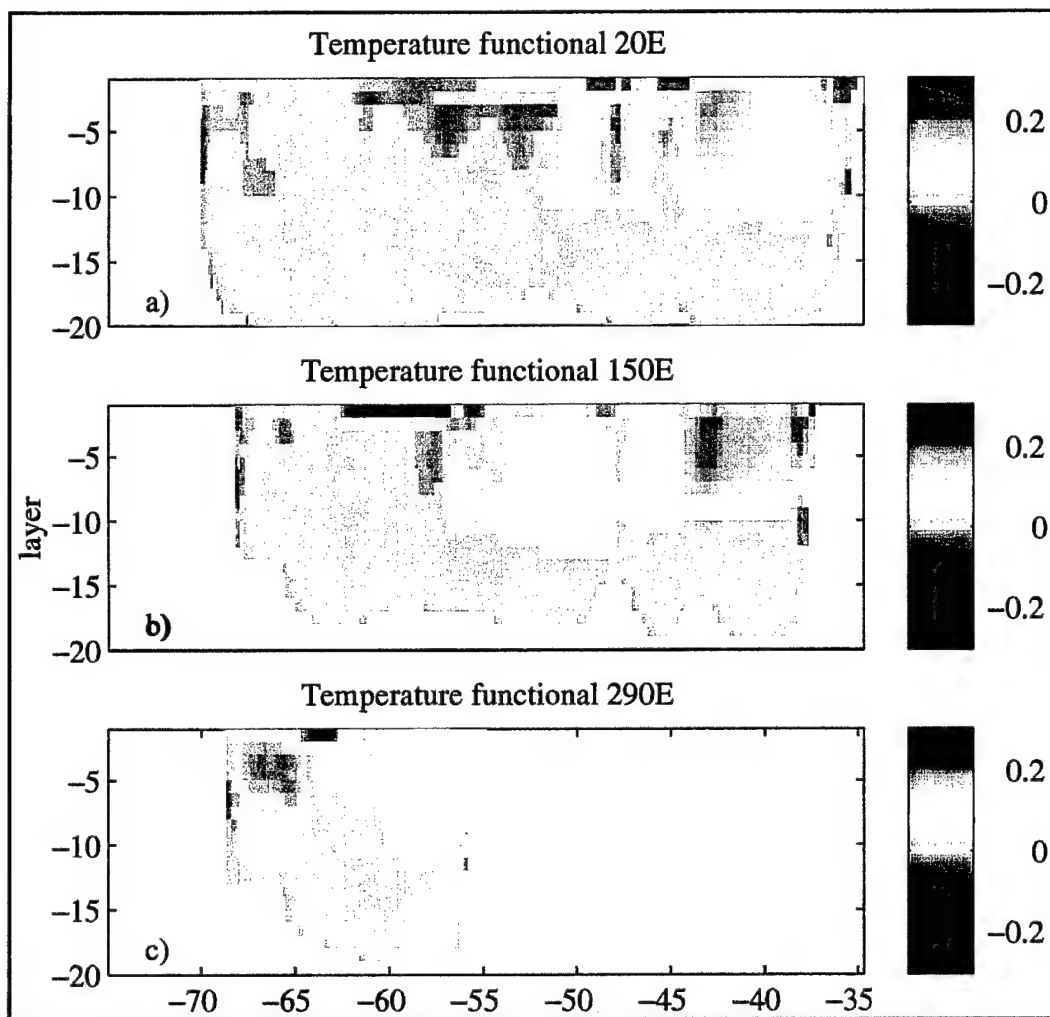 Temperature functional 20E
−5
−10
−15
−20
a)
0.2
0
−0.2
Temperature functional 150E
layer
−5
−10
−15
−20
b)
0.2
0
−0.2
Temperature functional 290E
−5
−10
−15
−20
c)
0.2
0
−0.2
−70 −65 −60 −55 −50 −45 −40 −35